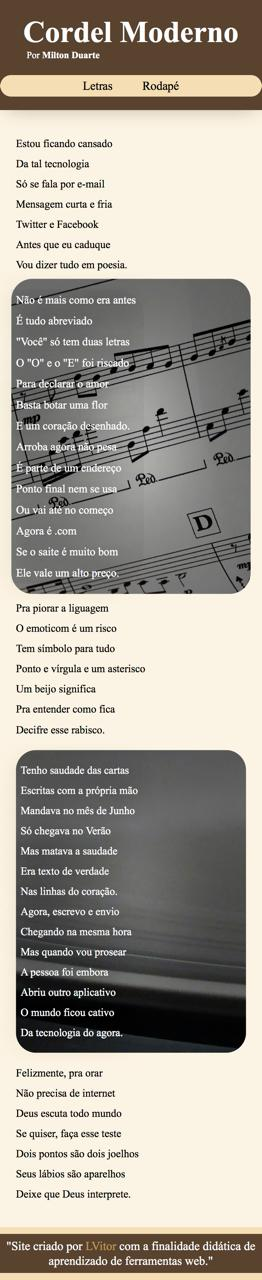 Cordel Moderno
Por Milton Duarte
Letras Rodapé
Estou ficando cansado
Da tal tecnologia
Só se fala por e-mail
Mensagem curta e fria
Twitter e Facebook
Antes que eu caduque
Vou dizer tudo em poesia.
Não é mais como era antes
É tudo abreviado
"Você" só tem duas letras
O "O" e o "E" foi riscado
Para declarar o amor
Basta botar uma flor
E um coração desenhado.
Arroba agora não pesa
É parte de um endereço
Ponto final nem se usa
Ou vai até no começo
Agora é .com
Se o saite é muito bom
Ele vale um alto preço.
Pra piorar a liguagem
O emoticom é um risco
Tem símbolo para tudo
Ponto e vírgula e um asterisco
Um beijo significa
Pra entender como fica
Decifre esse rabisco.
Tenho saudade das cartas
Escritas com a própria mão
Mandava no mês de Junho
Só chegava no Verão
Mas matava a saudade
Era texto de verdade
Nas linhas do coração.
Agora, escrevo e envio
Chegando na mesma hora
Mas quando vou prosear
A pessoa foi embora
Abriu outro aplicativo
O mundo ficou cativo
Da tecnologia do agora.
Felizmente, pra orar
Não precisa de internet
Deus escuta todo mundo
Se quiser, faça esse teste
Dois pontos são dois joelhos
Seus lábios são aparelhos
Deixe que Deus interprete.
"Site criado por LVitor com a finalidade didática de
aprendizado de ferramentas web."
Ped
Ped
Ped
D
mp
mp